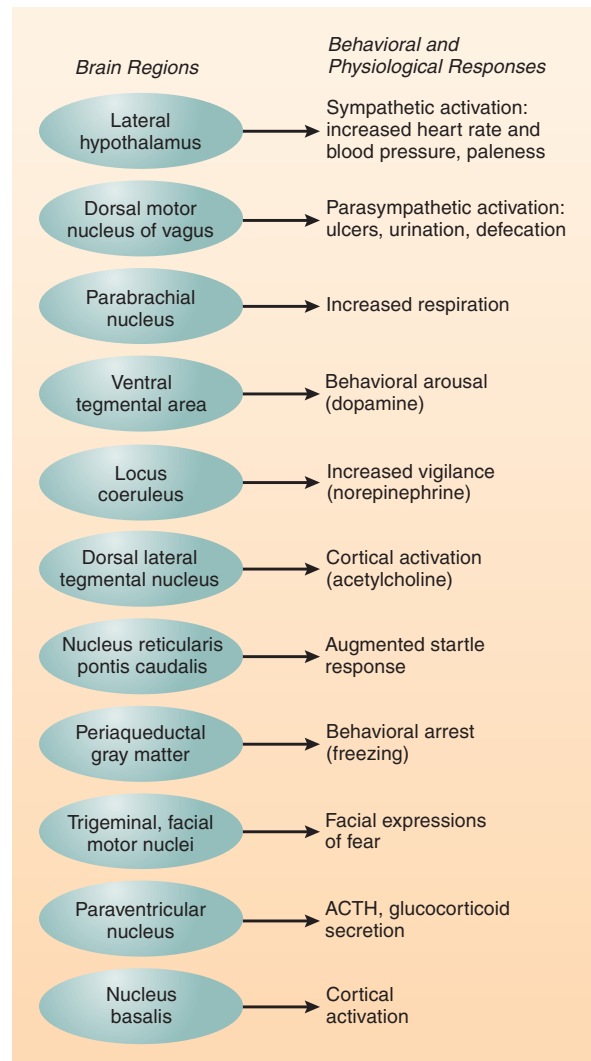 Brain Regions
Behavioral and
Physiological Responses
Lateral
hypothalamus
Sympathetic activation:
increased heart rate and
blood pressure, paleness
Dorsal motor
nucleus of vagus
Parasympathetic activation:
ulcers, urination, defecation
Parabrachial
nucleus
Increased respiration
Ventral
tegmental area
Behavioral arousal
(dopamine)
Locus
coeruleus
Increased vigilance
(norepinephrine)
Dorsal lateral
tegmental nucleus
Cortical activation
(acetylcholine)
Nucleus reticularis
pontis caudalis
Augmented startle
response
Periaqueductal
gray matter
Behavioral arrest
(freezing)
Trigeminal, facial
motor nuclei
Facial expressions
of fear
Paraventricular
nucleus
ACTH, glucocorticoid
secretion
Nucleus
basalis
Cortical
activation